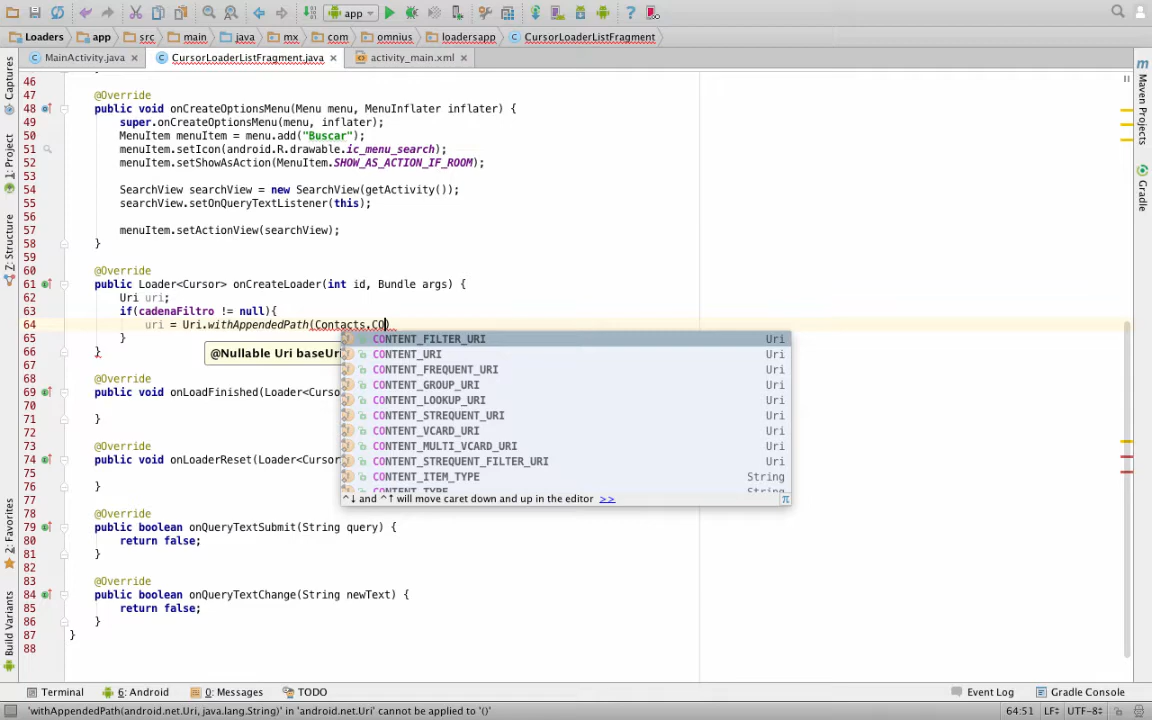 app
Loaders app src main java mx com omnius loadersapp CursorLoaderListFragment
MainActivity.java CursorLoaderListFragment.java activity_main.xml
Captures
1: Project
7: Structure
2: Favorites
Build Variants
Maven Projects
Gradle
46
47 @Override
48 public void onCreateOptionsMenu(Menu menu, MenuInflater inflater) {
49 super.onCreateOptionsMenu(menu, inflater);
50 MenuItem menuItem = menu.add("Buscar");
51 menuItem.setIcon(android.R.drawable.ic_menu_search);
52 menuItem.setShowAsAction(MenuItem.SHOW_AS_ACTION_IF_ROOM);
53
54 SearchView searchView = new SearchView(getActivity());
55 searchView.setOnQueryTextListener(this);
56
57 menuItem.setActionView(searchView);
58 }
59
60 @Override
61 public Loader<Cursor> onCreateLoader(int id, Bundle args) {
62 Uri uri;
63 if(cadenaFiltro != null){
64 uri = Uri.withAppendedPath(Contacts.CO)
65 }
66 }
@Nullable Uri baseUri
CONTENT_FILTER_URI Uri
CONTENT_URI Uri
CONTENT_FREQUENT_URI Uri
CONTENT_GROUP_URI Uri
CONTENT_LOOKUP_URI Uri
CONTENT_STREQUENT_URI Uri
CONTENT_VCARD_URI Uri
CONTENT_MULTI_VCARD_URI Uri
CONTENT_STREQUENT_FILTER_URI Uri
CONTENT_ITEM_TYPE String
CONTENT_TYPE String
^↓ and ^↑ will move caret down and up in the editor >> π
67
68 @Override
69 public void onLoadFinished(Loader<Curso
70
71 }
72
73 @Override
74 public void onLoaderReset(Loader<Cursor
75
76 }
77
78 @Override
79 public boolean onQueryTextSubmit(String query) {
80 return false;
81 }
82
83 @Override
84 public boolean onQueryTextChange(String newText) {
85 return false;
86 }
87 }
88
Terminal 6: Android 0: Messages TODO Event Log Gradle Console
'withAppendedPath(android.net.Uri, java.lang.String)' in 'android.net.Uri' cannot be applied to '()' 64:51 LF÷ UTF-8÷